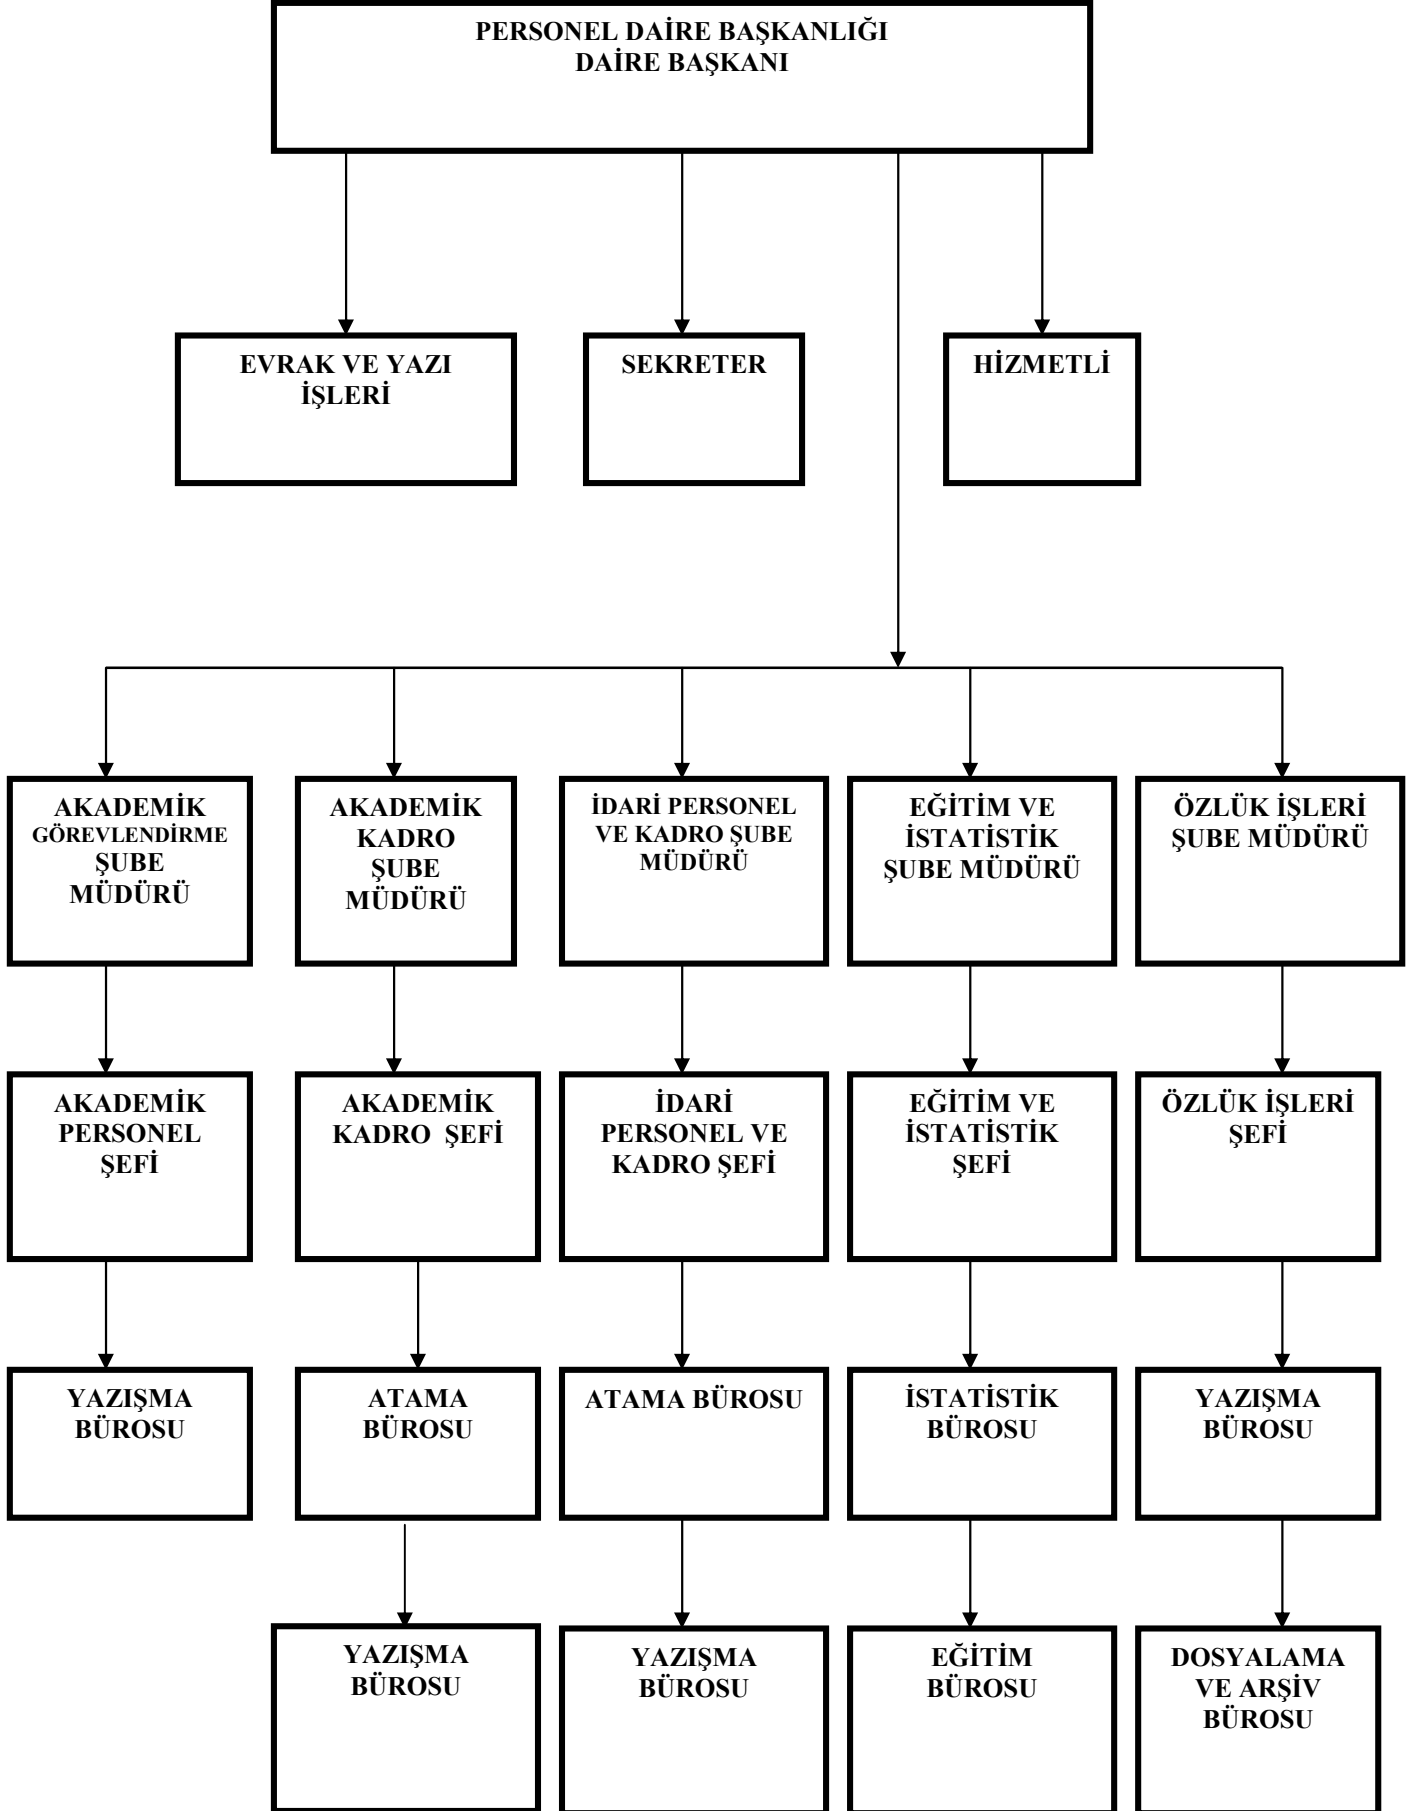 PERSONEL DAİRE BAŞKANLIĞI
DAİRE BAŞKANI
EVRAK VE YAZI
İŞLERİ
SEKRETER
HİZMETLİ
AKADEMİK
GÖREVLENDİRME
ŞUBE
MÜDÜRÜ
AKADEMİK
KADRO
ŞUBE
MÜDÜRÜ
İDARİ PERSONEL
VE KADRO ŞUBE
MÜDÜRÜ
EĞİTİM VE
İSTATİSTİK
ŞUBE MÜDÜRÜ
ÖZLÜK İŞLERİ
ŞUBE MÜDÜRÜ
AKADEMİK
PERSONEL
ŞEFİ
AKADEMİK
KADRO ŞEFİ
İDARİ
PERSONEL VE
KADRO ŞEFİ
EĞİTİM VE
İSTATİSTİK
ŞEFİ
ÖZLÜK İŞLERİ
ŞEFİ
YAZIŞMA
BÜROSU
ATAMA
BÜROSU
ATAMA BÜROSU
İSTATİSTİK
BÜROSU
YAZIŞMA
BÜROSU
YAZIŞMA
BÜROSU
YAZIŞMA
BÜROSU
EĞİTİM
BÜROSU
DOSYALAMA
VE ARŞİV
BÜROSU